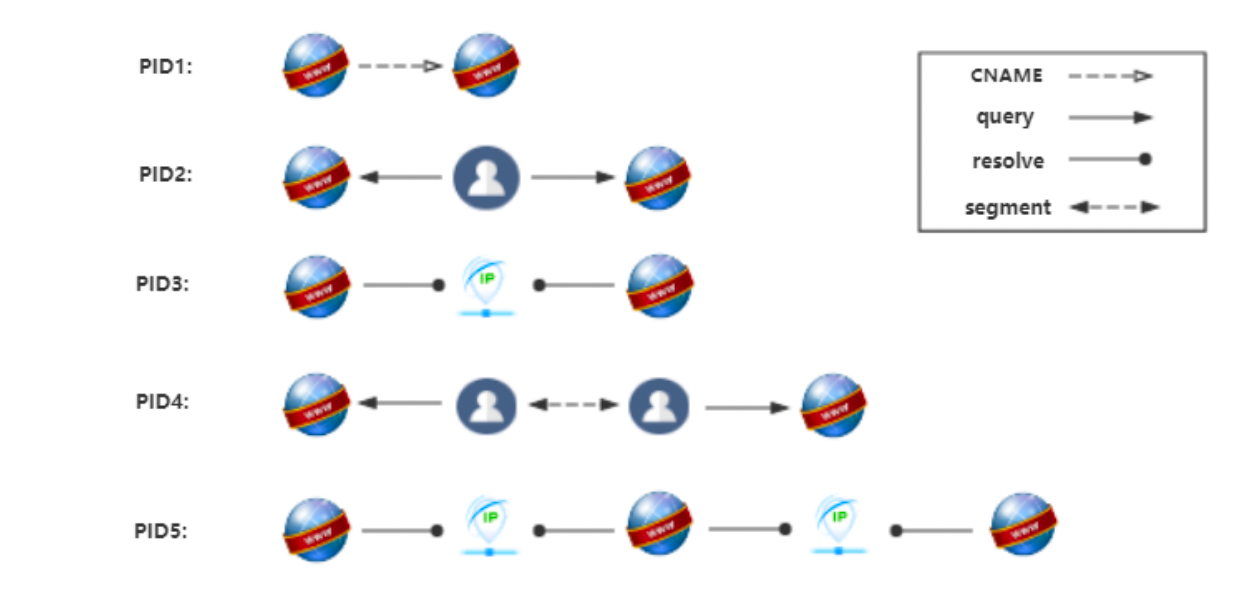 PID1:
www
www
CNAME
query
resolve
segment
PID2:
www
www
PID3:
www
IP
www
PID4:
www
www
PID5:
www
IP
www
IP
www